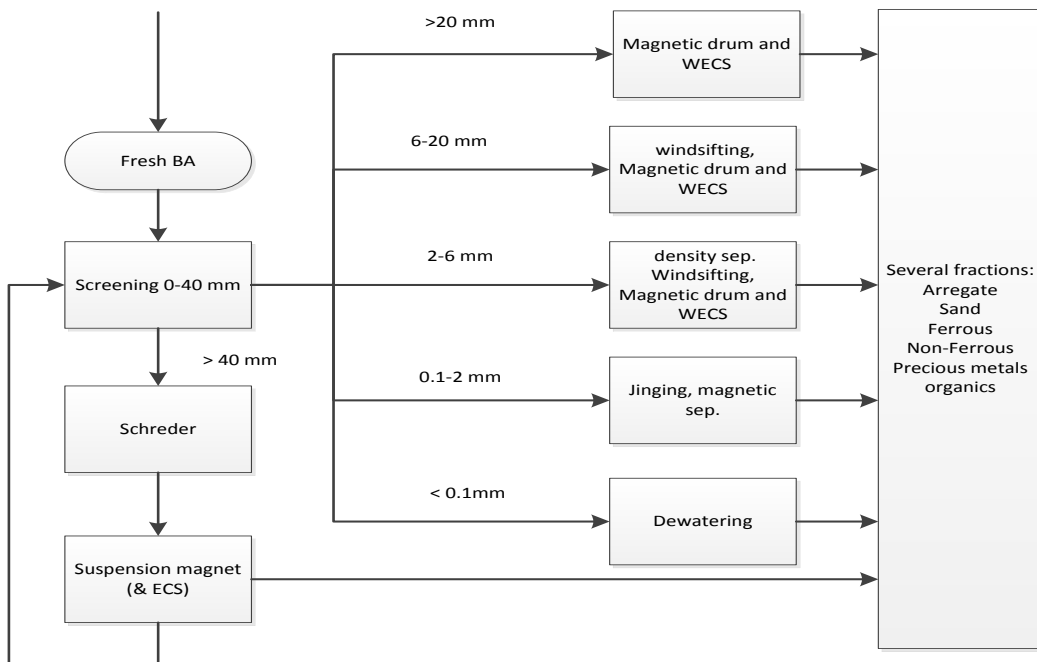 >20 mm
Magnetic drum and
WECS
Fresh BA
6-20 mm
windsifting,
Magnetic drum and
WECS
Screening 0-40 mm
2-6 mm
density sep.
Windsifting,
Magnetic drum and
WECS
Several fractions:
Arregate
Sand
Ferrous
Non-Ferrous
Precious metals
organics
> 40 mm
0.1-2 mm
Jinging, magnetic
sep.
Schreder
< 0.1mm
Dewatering
Suspension magnet
(& ECS)